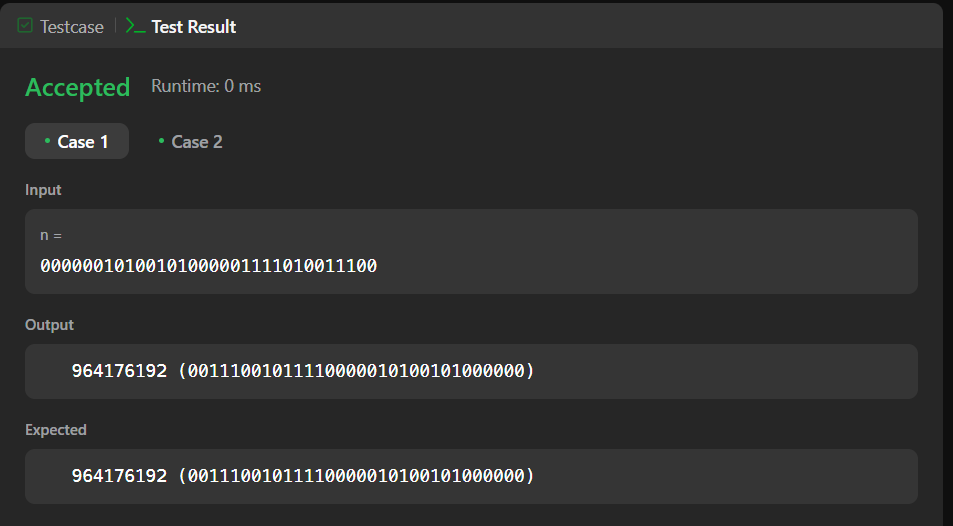 Testcase
Test Result
Accepted Runtime: 0 ms
Case 1 Case 2
Input
n =
00000010100101000001111010011100
Output
964176192 (00111001011110000010100101000000)
Expected
964176192 (00111001011110000010100101000000)